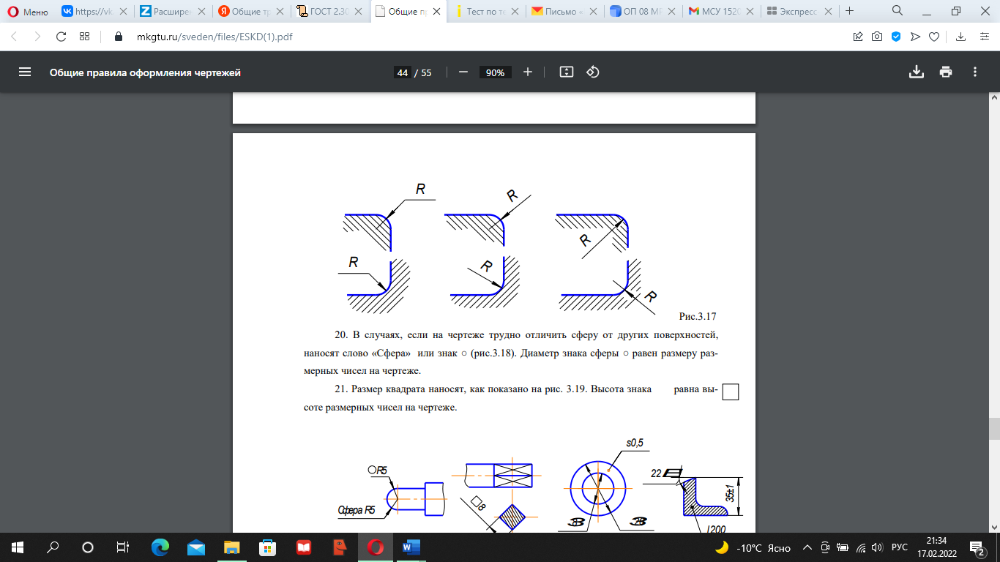 Меню
https://vk
Расширен
Общие тр
ГОСТ 2.30
Общие пр
Тест по те
Письмо «
ОП 08 МР
МСУ 1520
Экспресс
mkgtu.ru/sveden/files/ESKD(1).pdf
Общие правила оформления чертежей
44 / 55
90%
R
R
R
R
R
R
Рис.3.17
20. В случаях, если на чертеже трудно отличить сферу от других поверхностей,
наносят слово «Сфера» или знак ○ (рис.3.18). Диаметр знака сферы ○ равен размеру раз-
мерных чисел на чертеже.
21. Размер квадрата наносят, как показано на рис. 3.19. Высота знака равна вы- □
соте размерных чисел на чертеже.
s0,5
○R5
22
Сфера R5
□8
35±1
l200
-10°C Ясно
РУС
21:34
17.02.2022
2